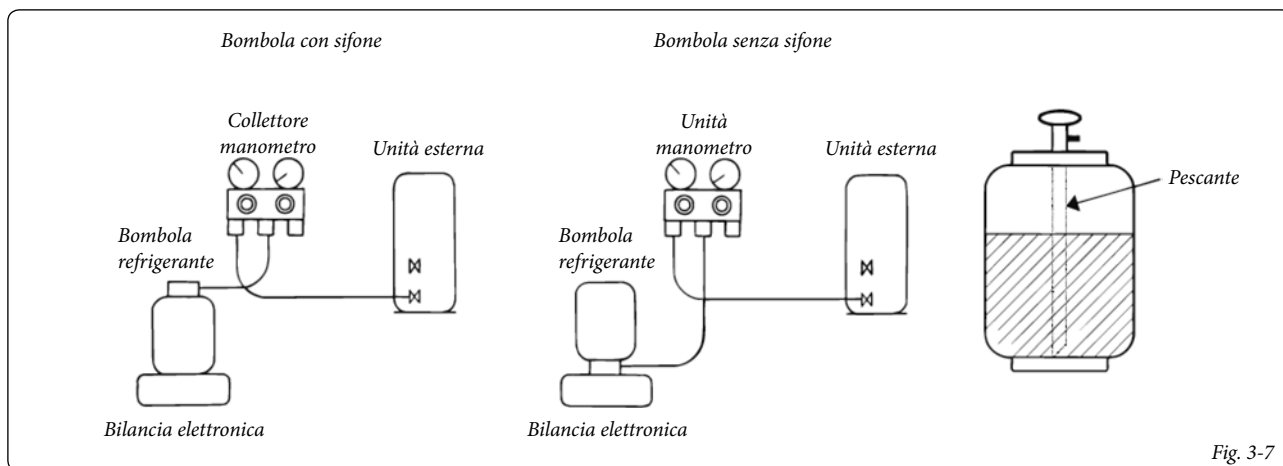 Bombola con sifone
Bombola senza sifone
Collettore
manometro
Unità esterna
Bombola
refrigerante
Bilancia elettronica
Unità
manometro
Unità esterna
Bombola
refrigerante
Bilancia elettronica
Pescante
Fig. 3-7